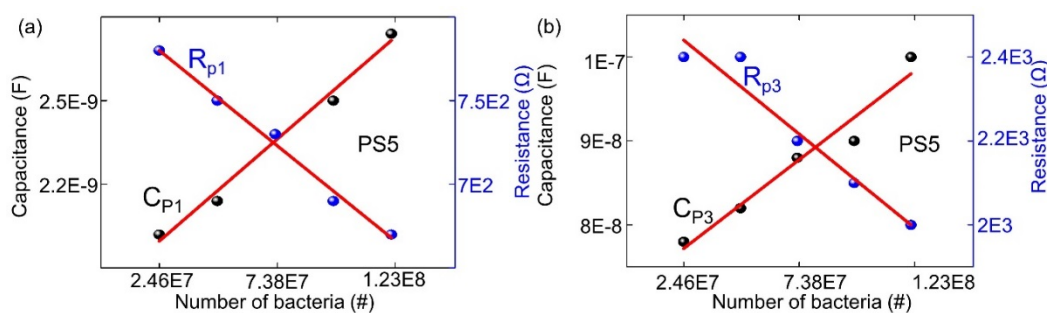 (a)
Capacitance (F)
2.5E-9
2.2E-9
R_p1
C_P1
PS5
7.5E2
7E2
Resistance (Ω)
2.46E7
7.38E7
1.23E8
Number of bacteria (#)
(b)
Capacitance (F)
1E-7
9E-8
8E-8
R_p3
C_P3
PS5
2.4E3
2.2E3
2E3
Resistance (Ω)
2.46E7
7.38E7
1.23E8
Number of bacteria (#)